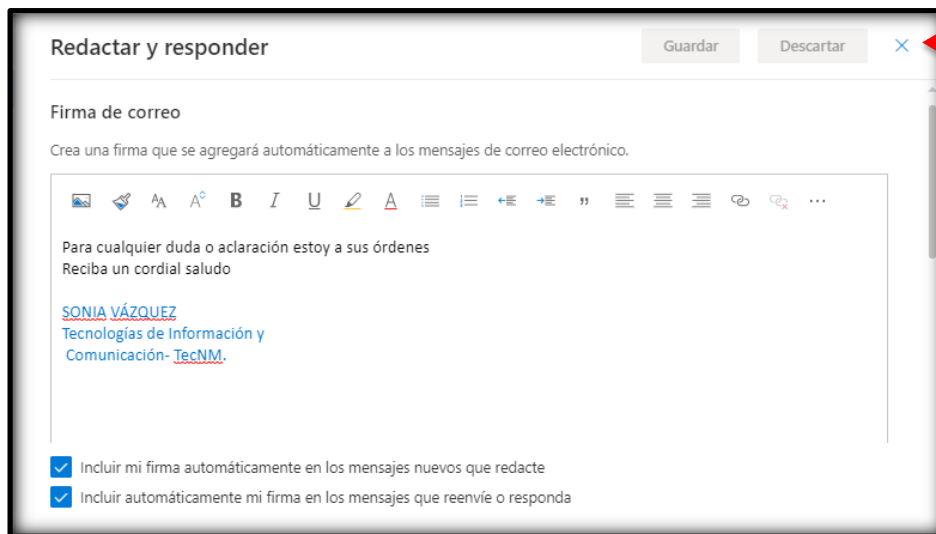 Redactar y responder
Guardar
Descartar
Firma de correo
Crea una firma que se agregará automáticamente a los mensajes de correo electrónico.
Para cualquier duda o aclaración estoy a sus órdenes
Reciba un cordial saludo
SONIA VÁZQUEZ
Tecnologías de Información y
Comunicación- TecNM.
Incluir mi firma automáticamente en los mensajes nuevos que redacte
Incluir automáticamente mi firma en los mensajes que reenvíe o responda